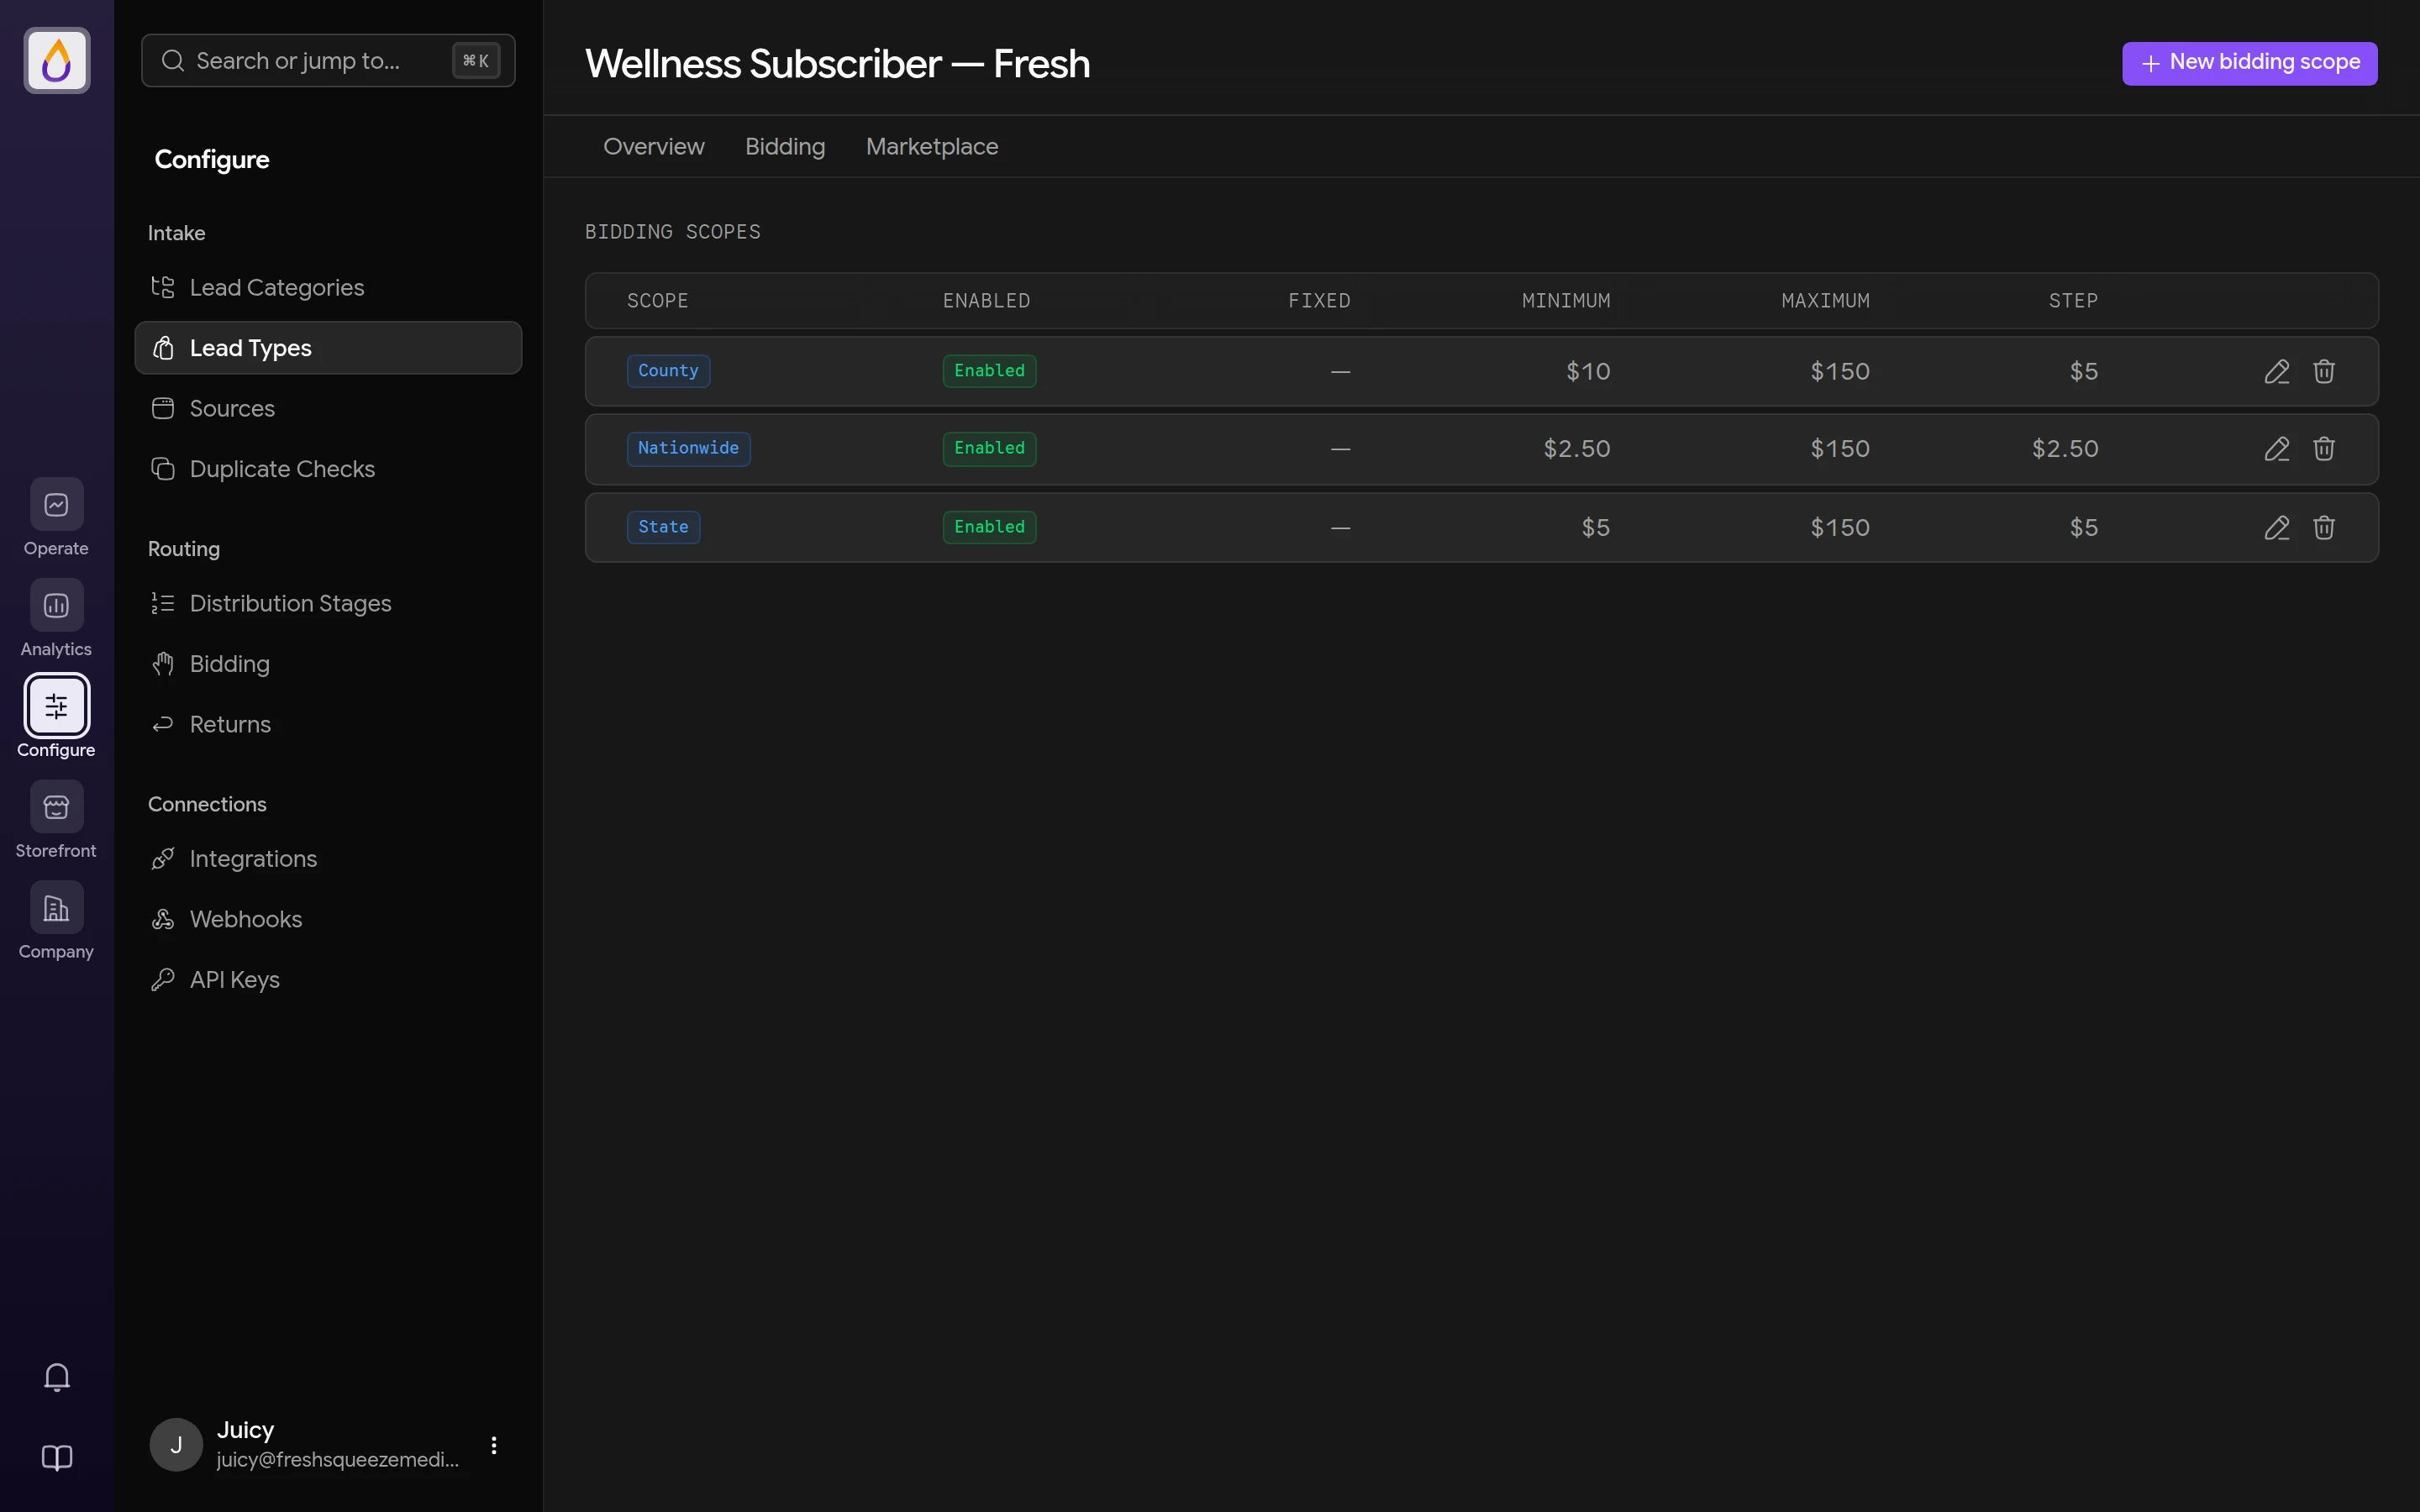 Search or jump to...
⌘K
Configure
Intake
Lead Categories
Lead Types
Sources
Duplicate Checks
Routing
Distribution Stages
Bidding
Returns
Connections
Integrations
Webhooks
API Keys
Operate
Analytics
Configure
Storefront
Company
J
Juicy
juicy@freshsqueezemedi...
Wellness Subscriber — Fresh
+ New bidding scope
Overview Bidding Marketplace
BIDDING SCOPES
SCOPE ENABLED FIXED MINIMUM MAXIMUM STEP
County Enabled — $10 $150 $5
Nationwide Enabled — $2.50 $150 $2.50
State Enabled — $5 $150 $5